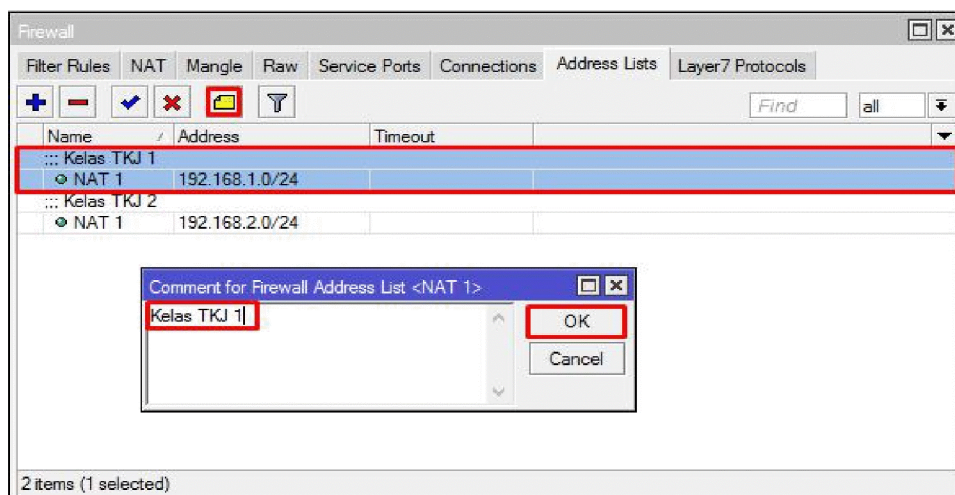 Firewall
Filter Rules NAT Mangle Raw Service Ports Connections Address Lists Layer7 Protocols
Find all
Name Address Timeout
;;; Kelas TKJ 1
NAT 1 192.168.1.0/24
;;; Kelas TKJ 2
NAT 1 192.168.2.0/24
Comment for Firewall Address List <NAT 1>
Kelas TKJ 1
OK
Cancel
2 items (1 selected)